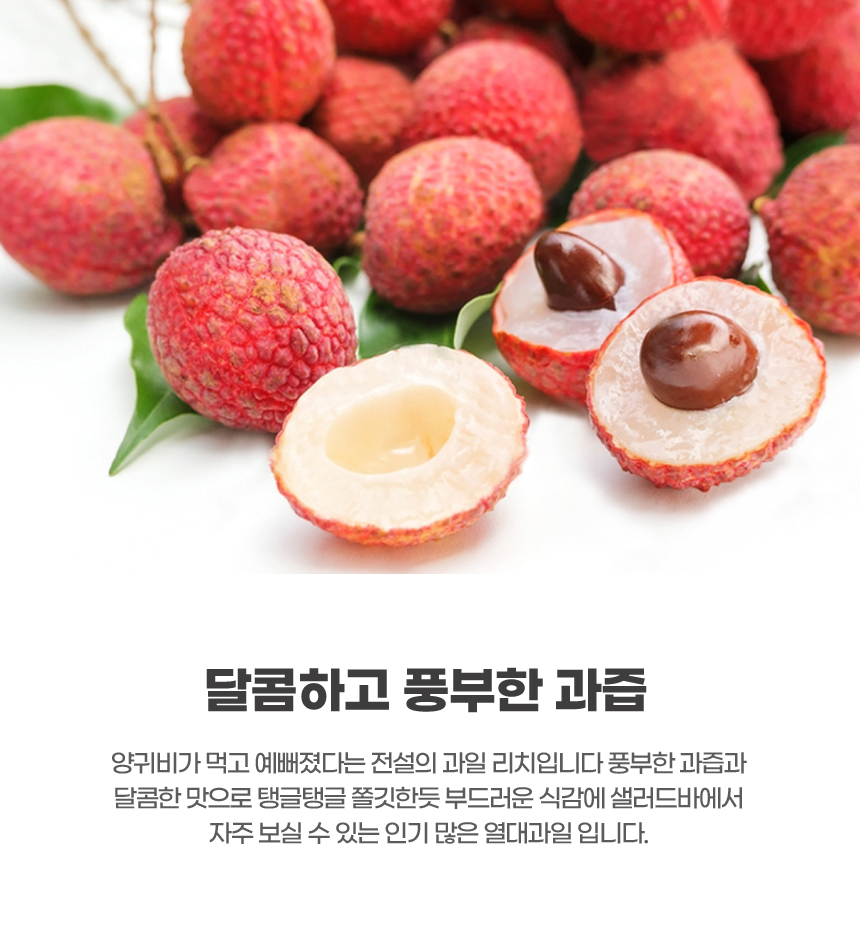 달콤하고 풍부한 과즙
양귀비가 먹고 예뻐졌다는 전설의 과일 리치입니다 풍부한 과즙과
달콤한 맛으로 탱글탱글 쫄깃한듯 부드러운 식감에 샐러드바에서
자주 보실 수 있는 인기 많은 열대과일 입니다.